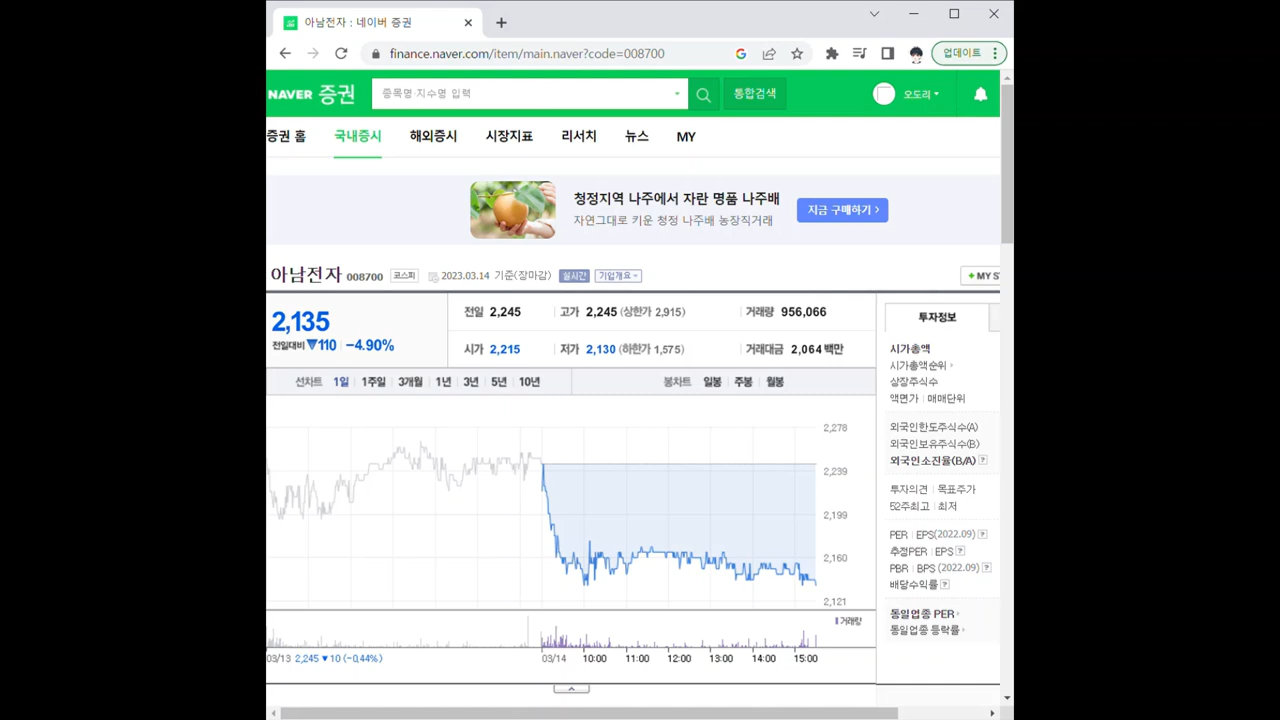 아남전자 : 네이버 증권
finance.naver.com/item/main.naver?code=008700
업데이트
NAVER 증권
종목명·지수명 입력
통합검색
오도리
증권 홈 국내증시 해외증시 시장지표 리서치 뉴스 MY
청정지역 나주에서 자란 명품 나주배
자연그대로 키운 청정 나주배 농장직거래
지금 구매하기
아남전자 008700 코스피 2023.03.14 기준(장마감) 실시간 기업개요
MY S
2,135
전일대비 ▼110 -4.90%
전일 2,245 고가 2,245 (상한가 2,915) 거래량 956,066
시가 2,215 저가 2,130 (하한가 1,575) 거래대금 2,064 백만
선차트 1일 1주일 3개월 1년 3년 5년 10년 봉차트 일봉 주봉 월봉
2,278
2,239
2,199
2,160
2,121
거래량
03/13 2,245 ▼10 (-0.44%) 03/14 10:00 11:00 12:00 13:00 14:00 15:00
투자정보
시가총액
시가총액순위
상장주식수
액면가 | 매매단위
외국인한도주식수(A)
외국인보유주식수(B)
외국인소진율(B/A) ?
투자의견 | 목표주가
52주최고 | 최저
PER | EPS(2022.09) ?
추정PER | EPS ?
PBR | BPS (2022.09) ?
배당수익률 ?
동일업종 PER
동일업종 등락률